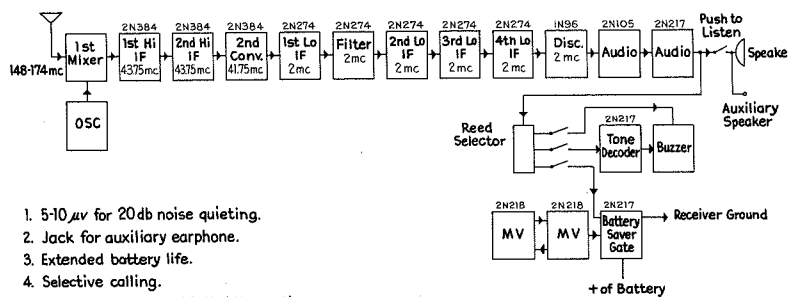 2N384 2N384 2N384 2N274 2N274 2N274 2N274 2N274 1N96 2N105 2N217 Push to Listen
148-174mc
1st Mixer
1st Hi IF 43.75mc
2nd Hi IF 43.75mc
2nd Conv. 41.75mc
1st Lo IF 2mc
Filter 2mc
2nd Lo IF 2mc
3rd Lo IF 2mc
4th Lo IF 2mc
Disc. 2mc
Audio
Audio
Speake
Auxiliary Speaker
OSC
Reed Selector
2N217
Tone Decoder
Buzzer
2N218 2N218 2N217
MV
MV
Battery Saver Gate
Receiver Ground
+ of Battery
1. 5-10 μv for 20db noise quieting.
2. Jack for auxiliary earphone.
3. Extended battery life.
4. Selective calling.